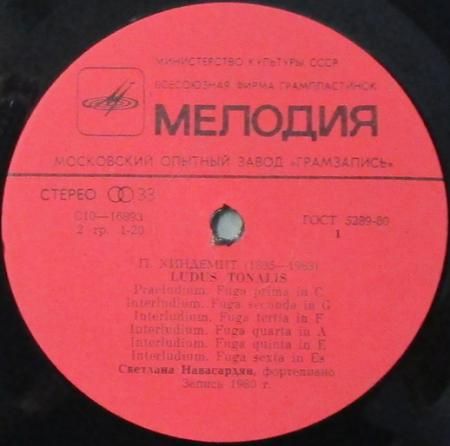 МИНИСТЕРСТВО КУЛЬТУРЫ СССР
ВСЕСОЮЗНАЯ ФИРМА ГРАМПЛАСТИНОК
МЕЛОДИЯ
МОСКОВСКИЙ ОПЫТНЫЙ ЗАВОД «ГРАМЗАПИСЬ»
СТЕРЕО 33
С10—16893
2 гр. 1-20
ГОСТ 5289-80
1
П. ХИНДЕМИТ (1895—1963)
LUDUS TONALIS
Praeludium. Fuga prima in C
Interludium. Fuga secunda in G
Interludium. Fuga tertia in F
Interludium. Fuga quarta in A
Interludium. Fuga quinta in E
Interludium. Fuga sexta in Es
Светлана Навасардян, фортепиано
Запись 1980 г.